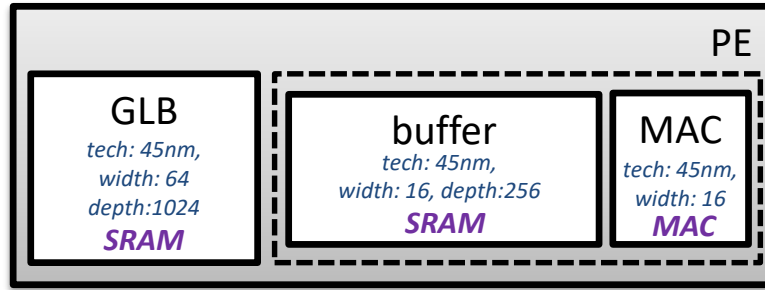 PE
GLB
tech: 45nm,
width: 64
depth:1024
SRAM
buffer
tech: 45nm,
width: 16, depth:256
SRAM
MAC
tech: 45nm,
width: 16
MAC